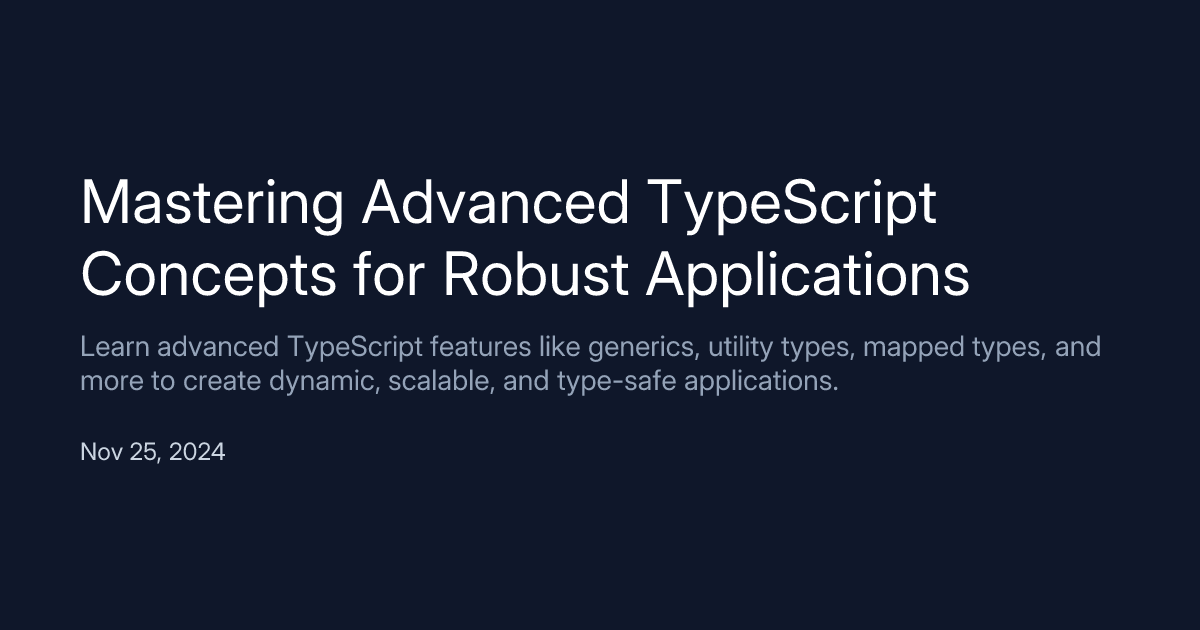 Mastering Advanced TypeScript
Concepts for Robust Applications
Learn advanced TypeScript features like generics, utility types, mapped types, and
more to create dynamic, scalable, and type-safe applications.
Nov 25, 2024